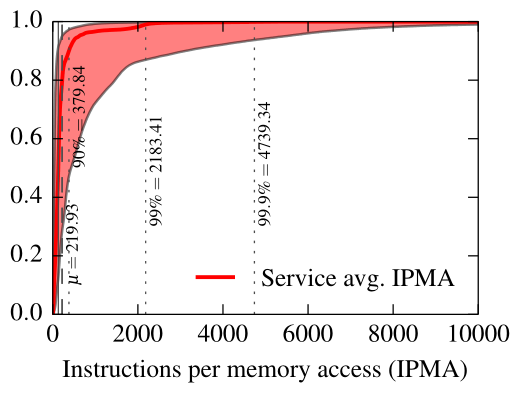 1.0
0.8
0.6
0.4
0.2
0.0
90% = 379.84
μ = 219.93
99% = 2183.41
99.9% = 4739.34
Service avg. IPMA
0 2000 4000 6000 8000 10000
Instructions per memory access (IPMA)